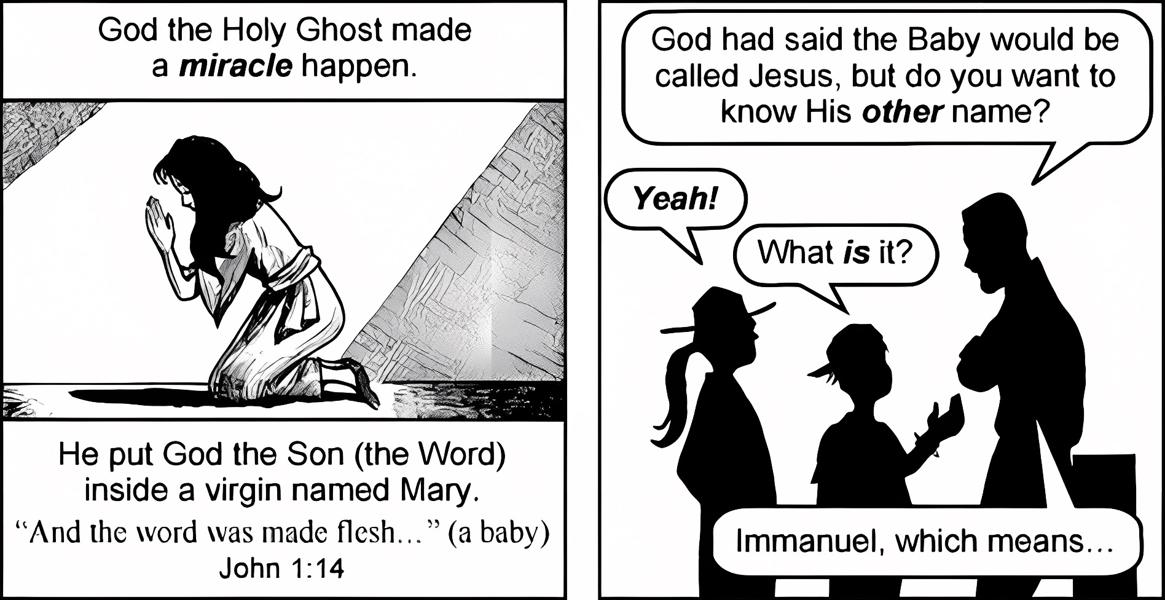 God the Holy Ghost made
a miracle happen.
He put God the Son (the Word)
inside a virgin named Mary.
“And the word was made flesh...” (a baby)
John 1:14
God had said the Baby would be
called Jesus, but do you want to
know His other name?
Yeah!
What is it?
Immanuel, which means...